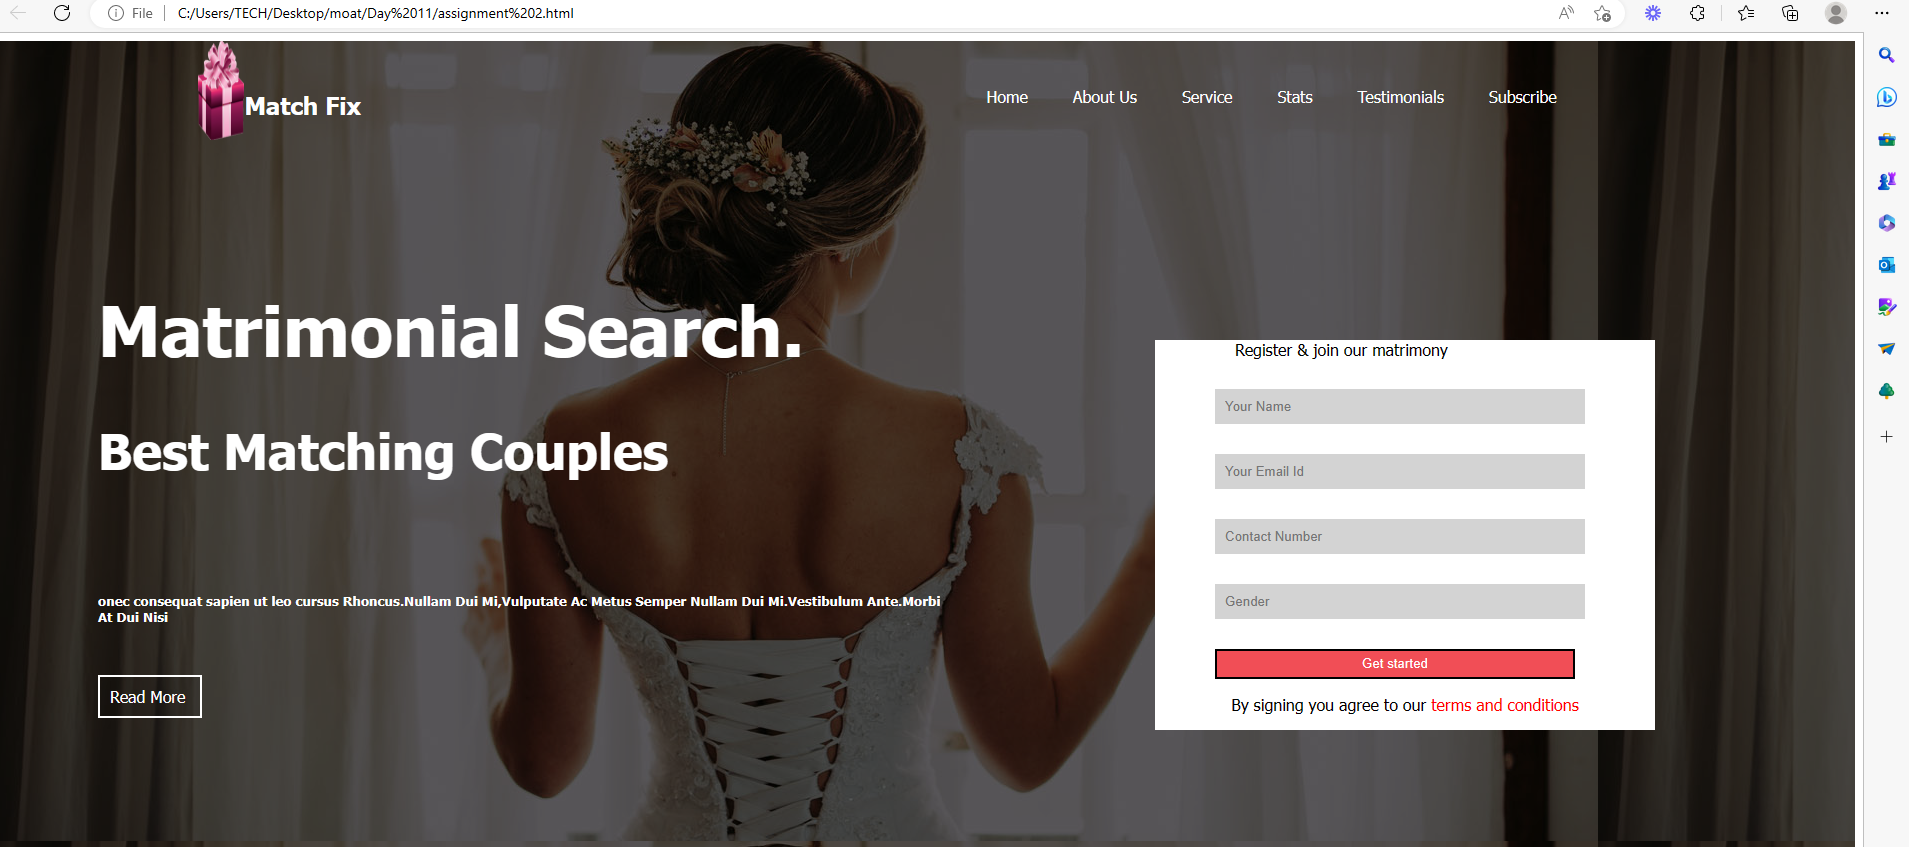 File
C:/Users/TECH/Desktop/moat/Day%2011/assignment%202.html
Match Fix
Home About Us Service Stats Testimonials Subscribe
Matrimonial Search.
Best Matching Couples
onec consequat sapien ut leo cursus Rhoncus.Nullam Dui Mi,Vulputate Ac Metus Semper Nullam Dui Mi.Vestibulum Ante.Morbi
At Dui Nisi
Read More
Register & join our matrimony
Your Name
Your Email Id
Contact Number
Gender
Get started
By signing you agree to our terms and conditions